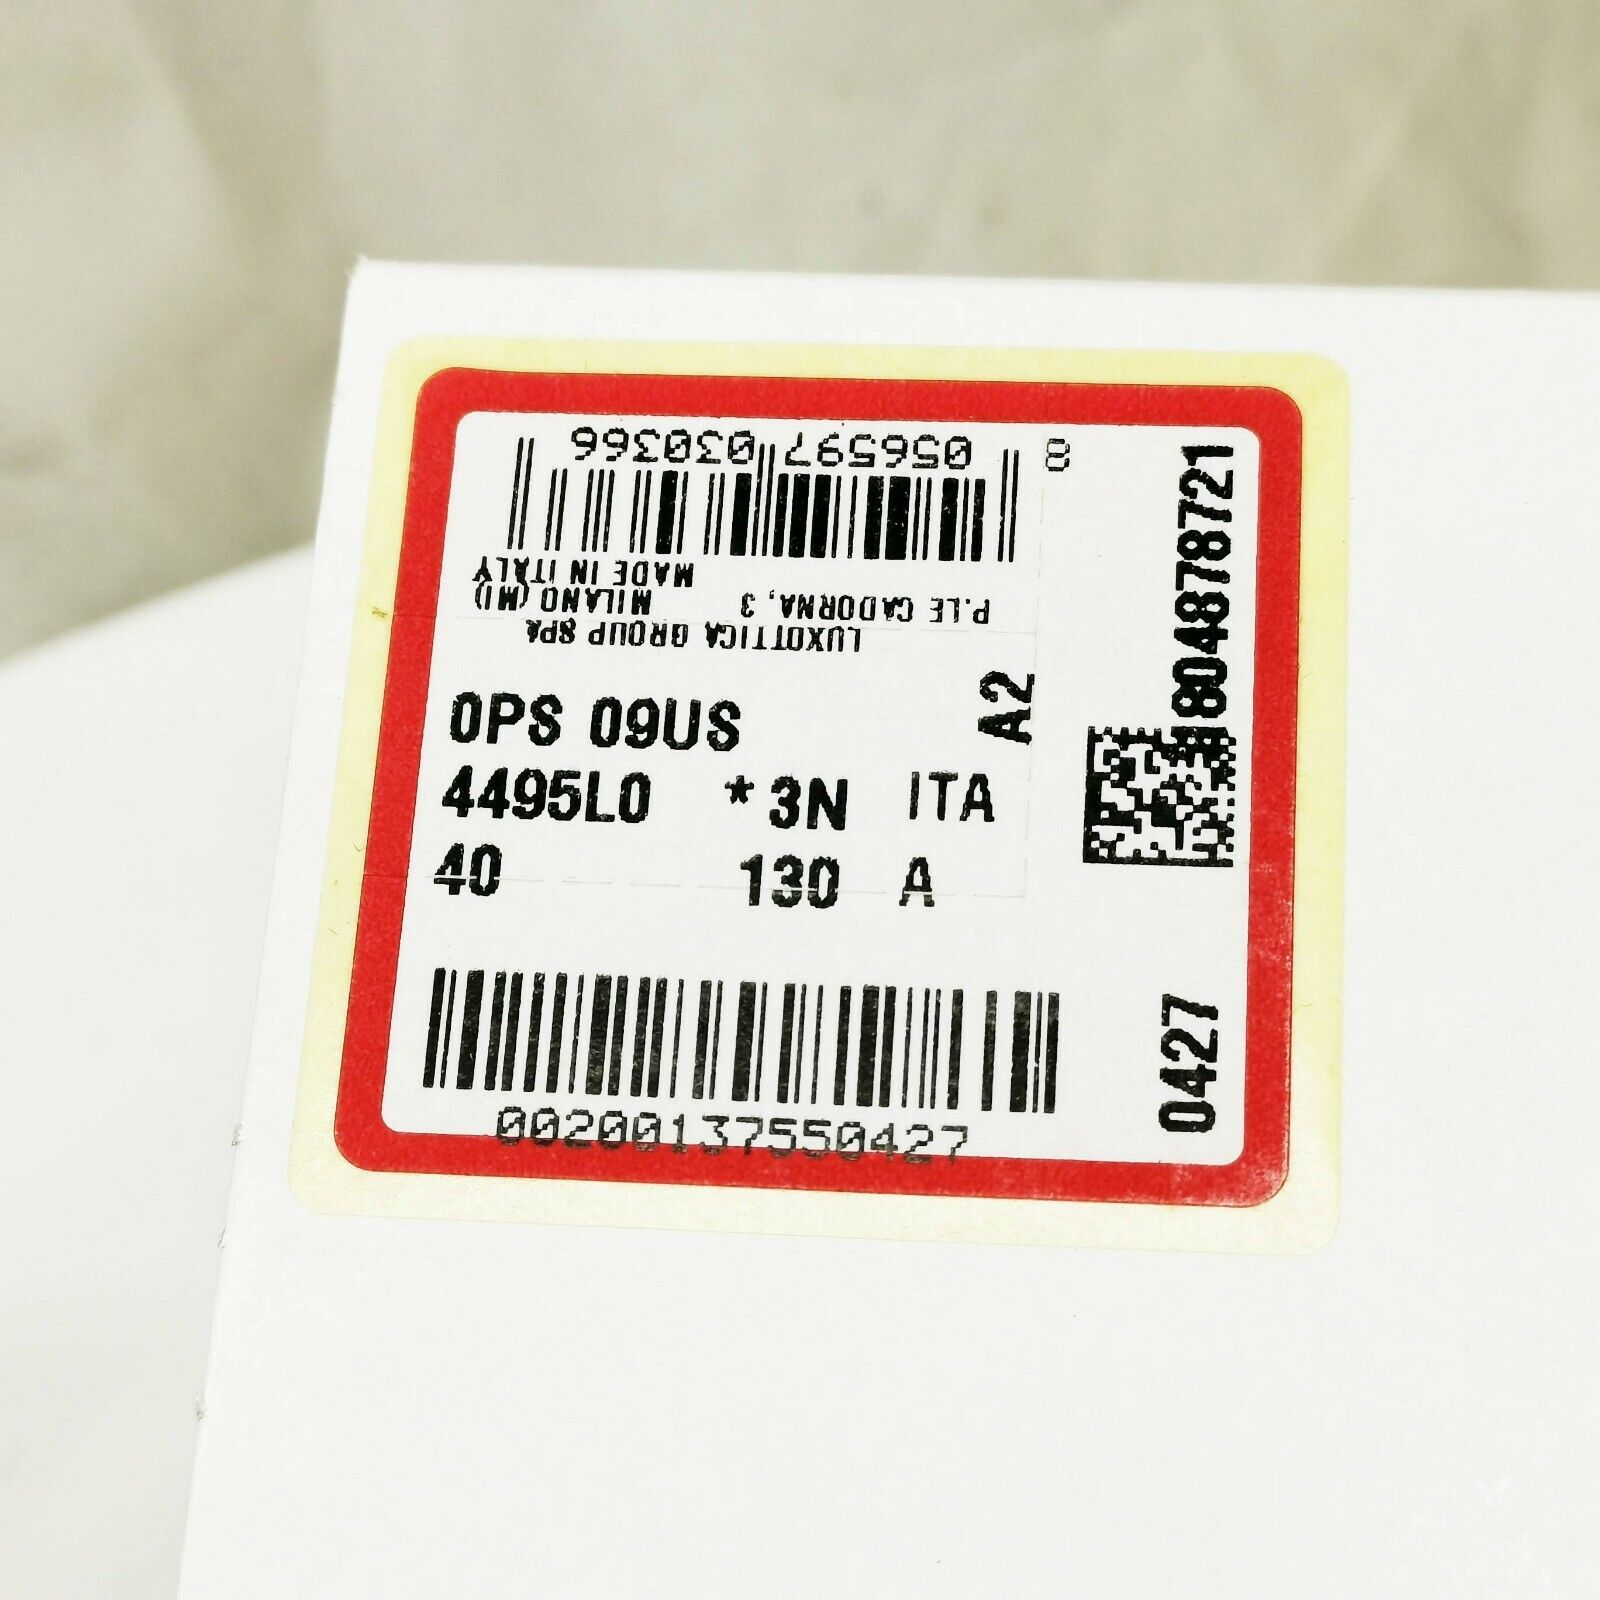 8 056597 030366
LUXOTTICA GROUP SPA
P.LE CADORNA, 3 MILANO (MI)
MADE IN ITALY
0PS 09US
A2
4495L0 *3N ITA
40 130 A
00200137550427
0427
804878721